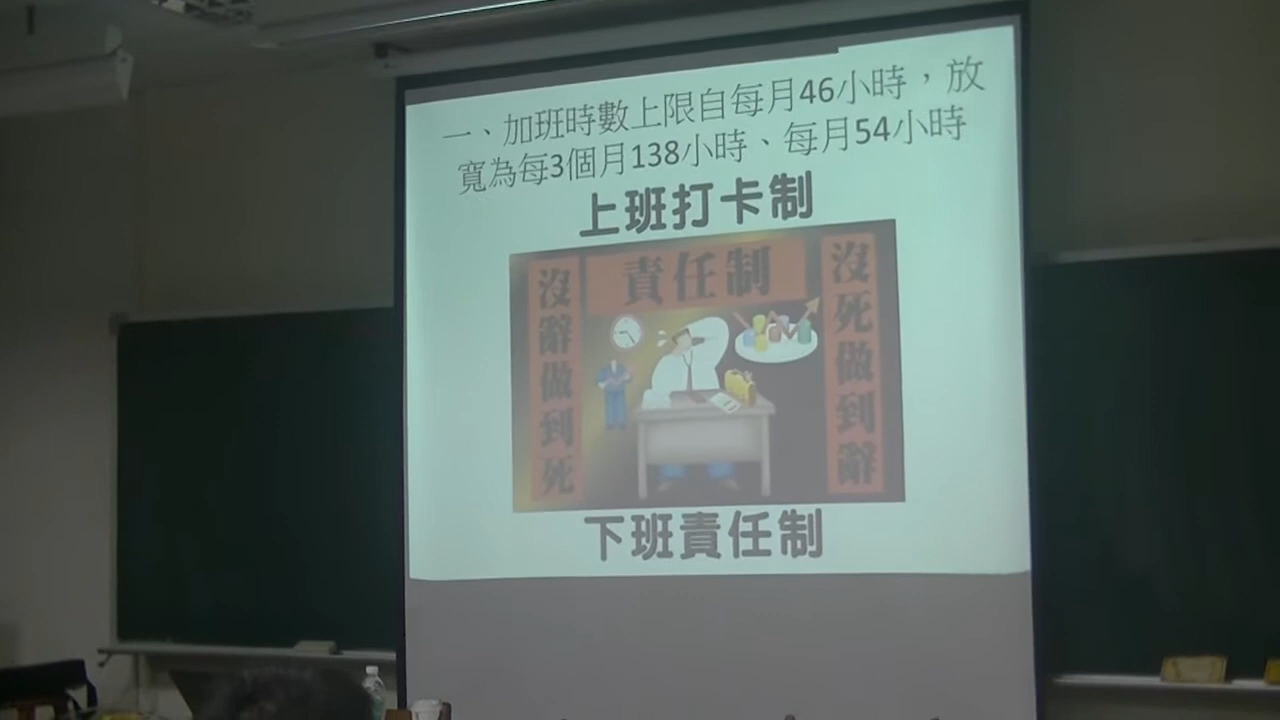 一、加班時數上限自每月46小時，放
寬為每3個月138小時、每月54小時
上班打卡制
責任制
沒死做到辭
沒辭做到死
下班責任制